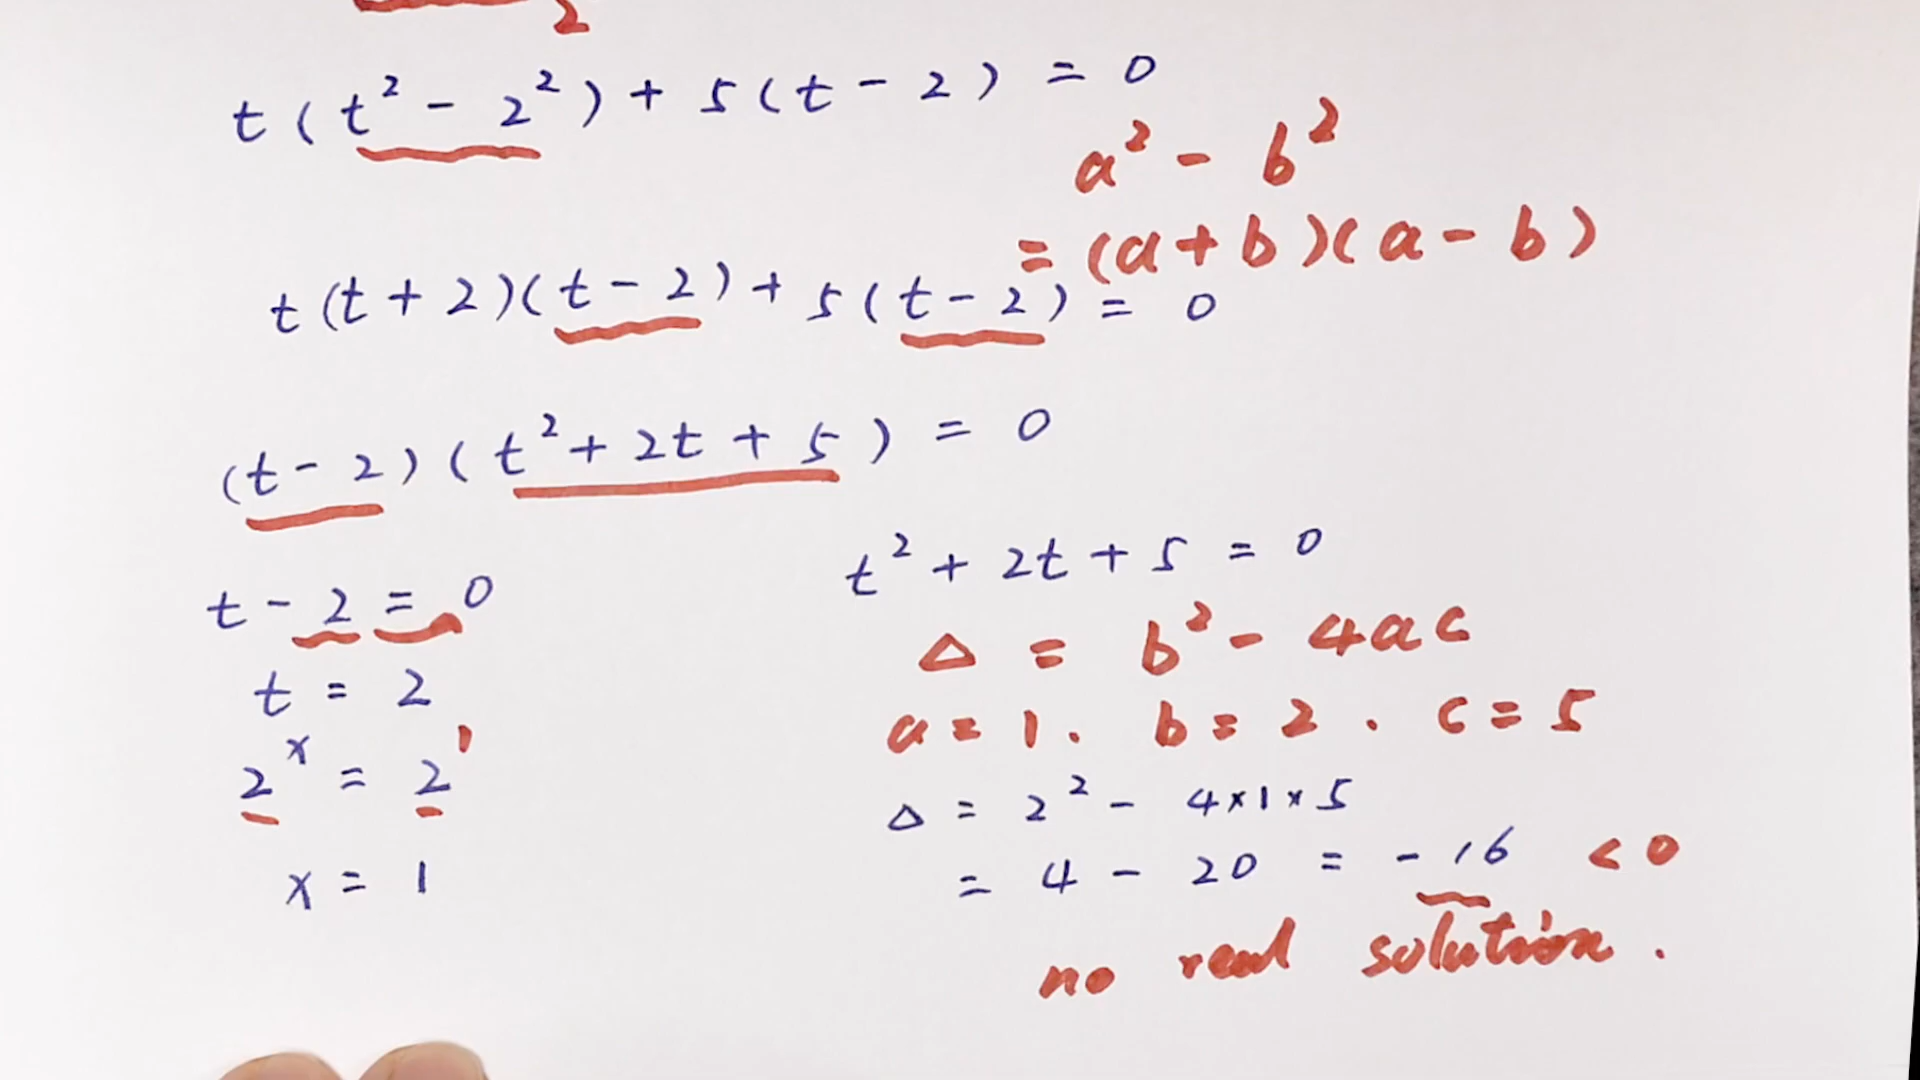 2
t(t² - 2²) + 5(t - 2) = 0
a² - b²
= (a + b)(a - b)
t(t + 2)(t - 2) + 5(t - 2) = 0
(t - 2)(t² + 2t + 5) = 0
t - 2 = 0
t = 2
2ˣ = 2¹
x = 1
t² + 2t + 5 = 0
△ = b² - 4ac
a = 1. b = 2. c = 5
△ = 2² - 4×1×5
= 4 - 20 = -16 < 0
no real solution.